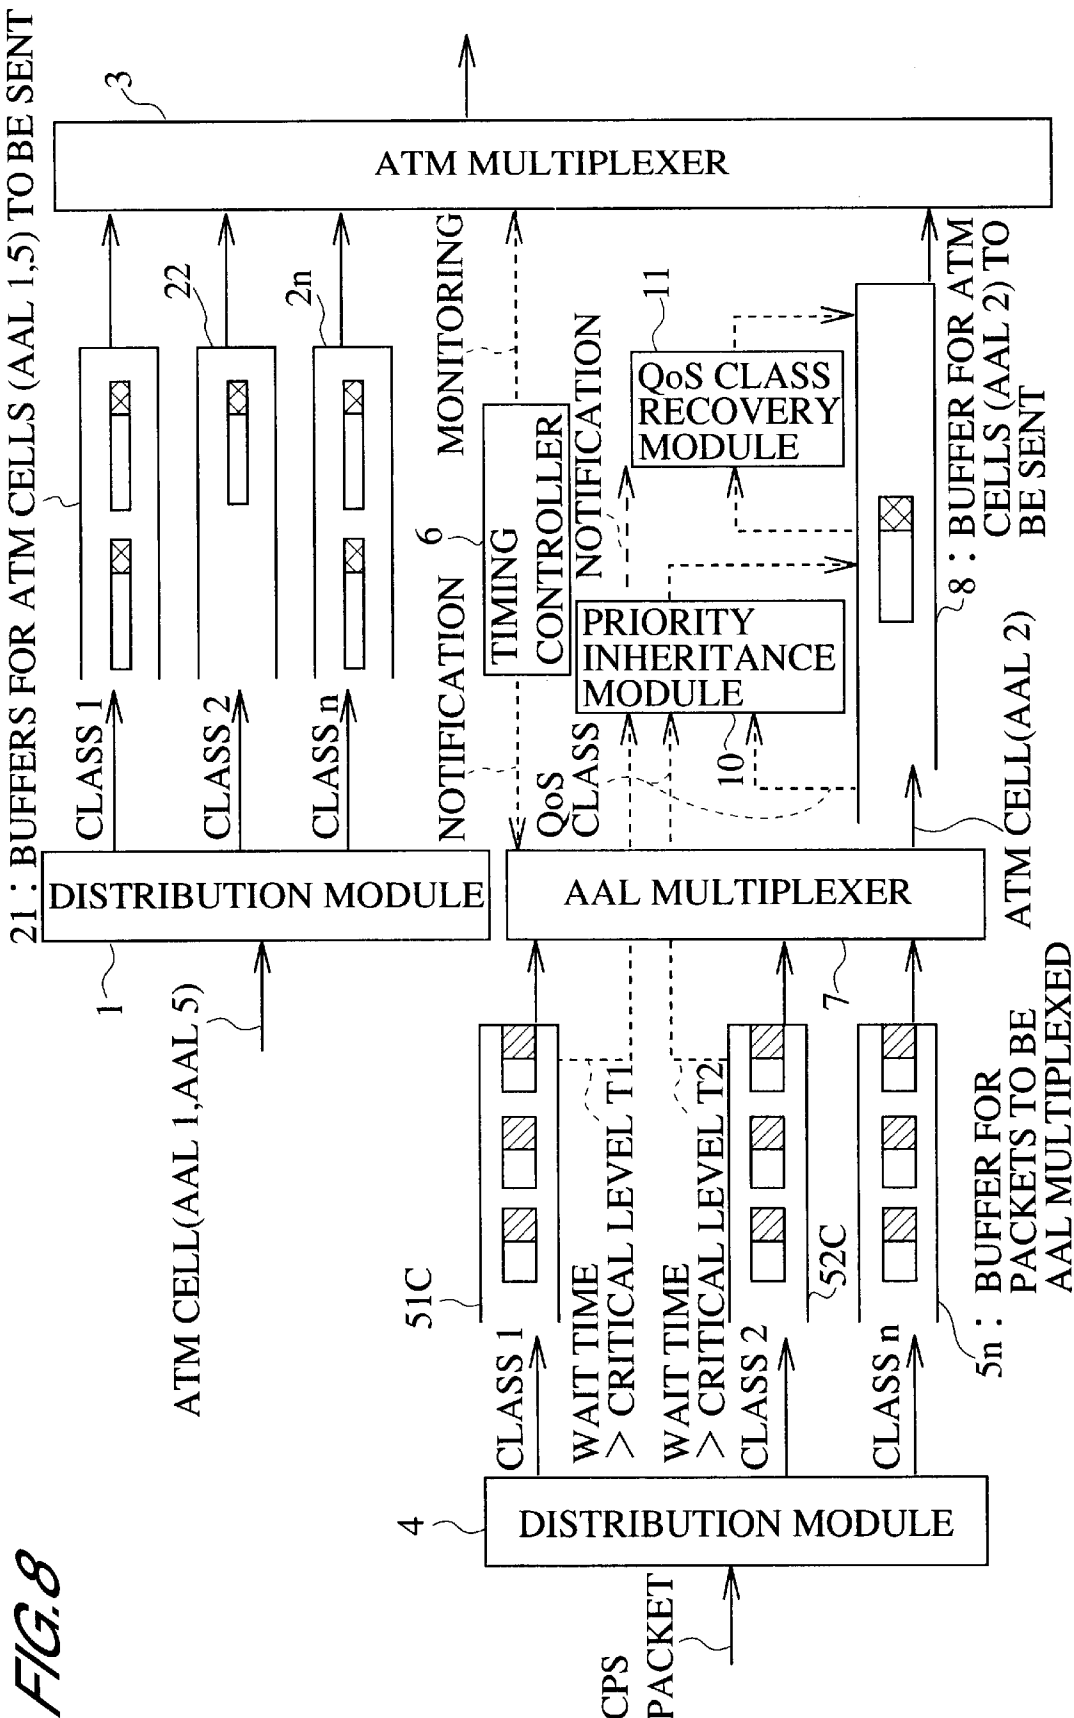 FIG.8
21 : BUFFERS FOR ATM CELLS (AAL 1,5) TO BE SENT
ATM CELL(AAL 1,AAL 5)
1
DISTRIBUTION MODULE
CLASS 1
CLASS 2
CLASS n
22
2n
3
ATM MULTIPLEXER
NOTIFICATION
6
TIMING
CONTROLLER
MONITORING
CPS
PACKET
4
DISTRIBUTION MODULE
CLASS 1
51C
WAIT TIME
> CRITICAL LEVEL T1
WAIT TIME
> CRITICAL LEVEL T2
CLASS 2
52C
CLASS n
5n : BUFFER FOR
PACKETS TO BE
AAL MULTIPLEXED
AAL MULTIPLEXER
7
QoS
CLASS
10
PRIORITY
INHERITANCE
MODULE
NOTIFICATION
11
QoS CLASS
RECOVERY
MODULE
ATM CELL(AAL 2)
8 : BUFFER FOR ATM
CELLS (AAL 2) TO
BE SENT